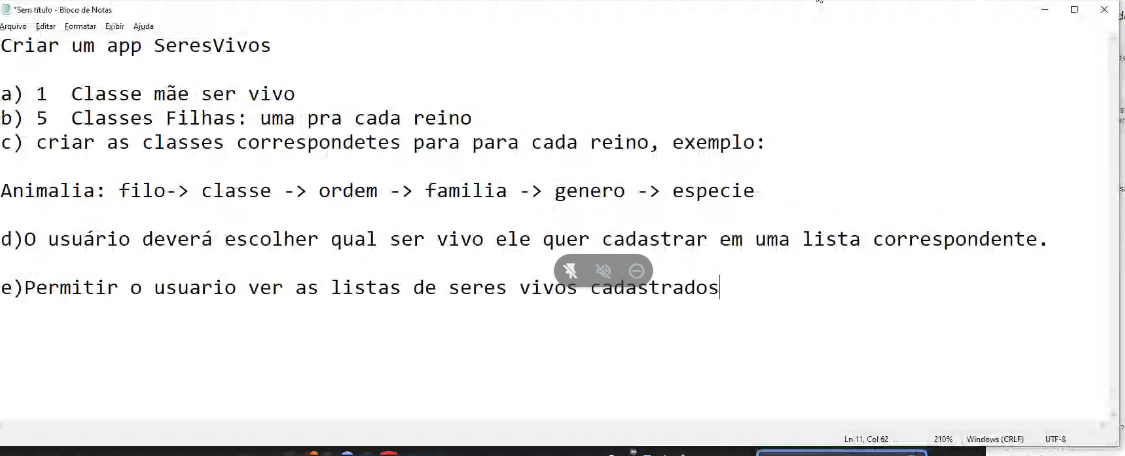 *Sem título - Bloco de Notas
Arquivo Editar Formatar Exibir Ajuda
Criar um app SeresVivos
a) 1 Classe mãe ser vivo
b) 5 Classes Filhas: uma pra cada reino
c) criar as classes correspondetes para para cada reino, exemplo:
Animalia: filo-> classe -> ordem -> familia -> genero -> especie
d)O usuário deverá escolher qual ser vivo ele quer cadastrar em uma lista correspondente.
e)Permitir o usuario ver as listas de seres vivos cadastrados
Ln 11, Col 62 210% Windows (CRLF) UTF-8